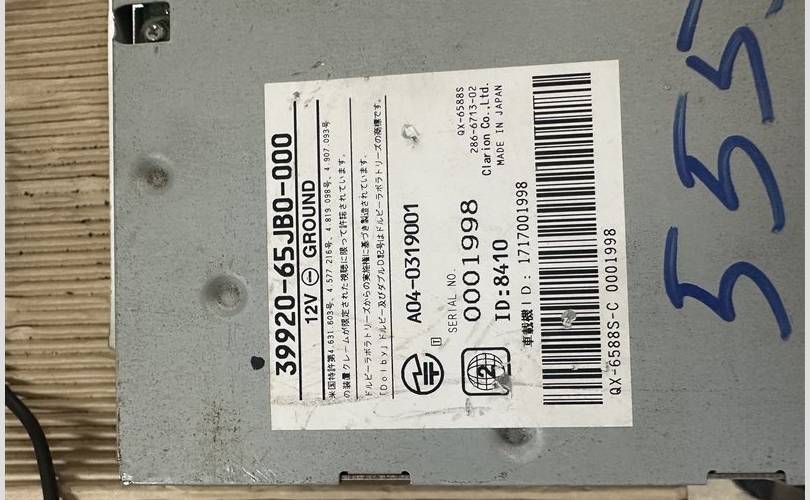 39920-65JB0-000
12V ⊖ GROUND
米国特許第4.631.603号、4.577.216号、4.819.098号、4.907.093号
の装置クレームが限定された視聴に限って許諾されています。
ドルビーラボラトリーズからの実施権に基づき製造されています。
「Dolby」ドルビー及びダブルD記号はドルビーラボラトリーズの商標です。
A04-0319001
SERIAL NO.
0001998
QX-6588S
286-6713-02
Clarion Co.,Ltd.
MADE IN JAPAN
2
ID:8410
車載機ID: 1717001998
QX-6588S-C 0001998
555